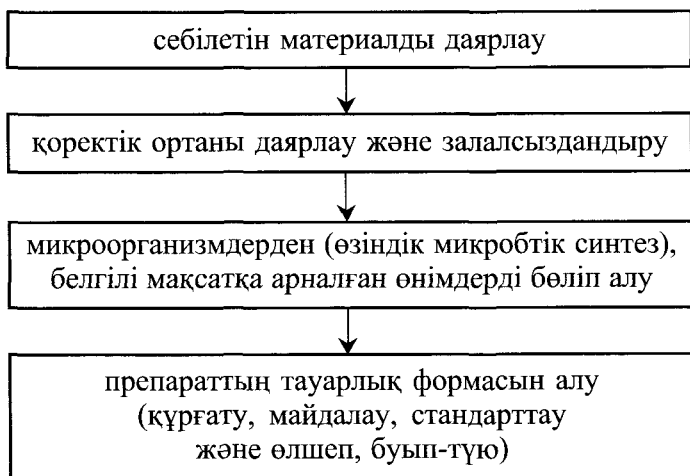 себілетін материалды даярлау
қоректік ортаны даярлау және залалсыздандыру
микроорганизмдерден (өзіндік микробтік синтез),
белгілі мақсатқа арналған өнімдерді бөліп алу
препараттың тауарлық формасын алу
(құрғату, майдалау, стандарттау
және өлшеп, буып-түю)